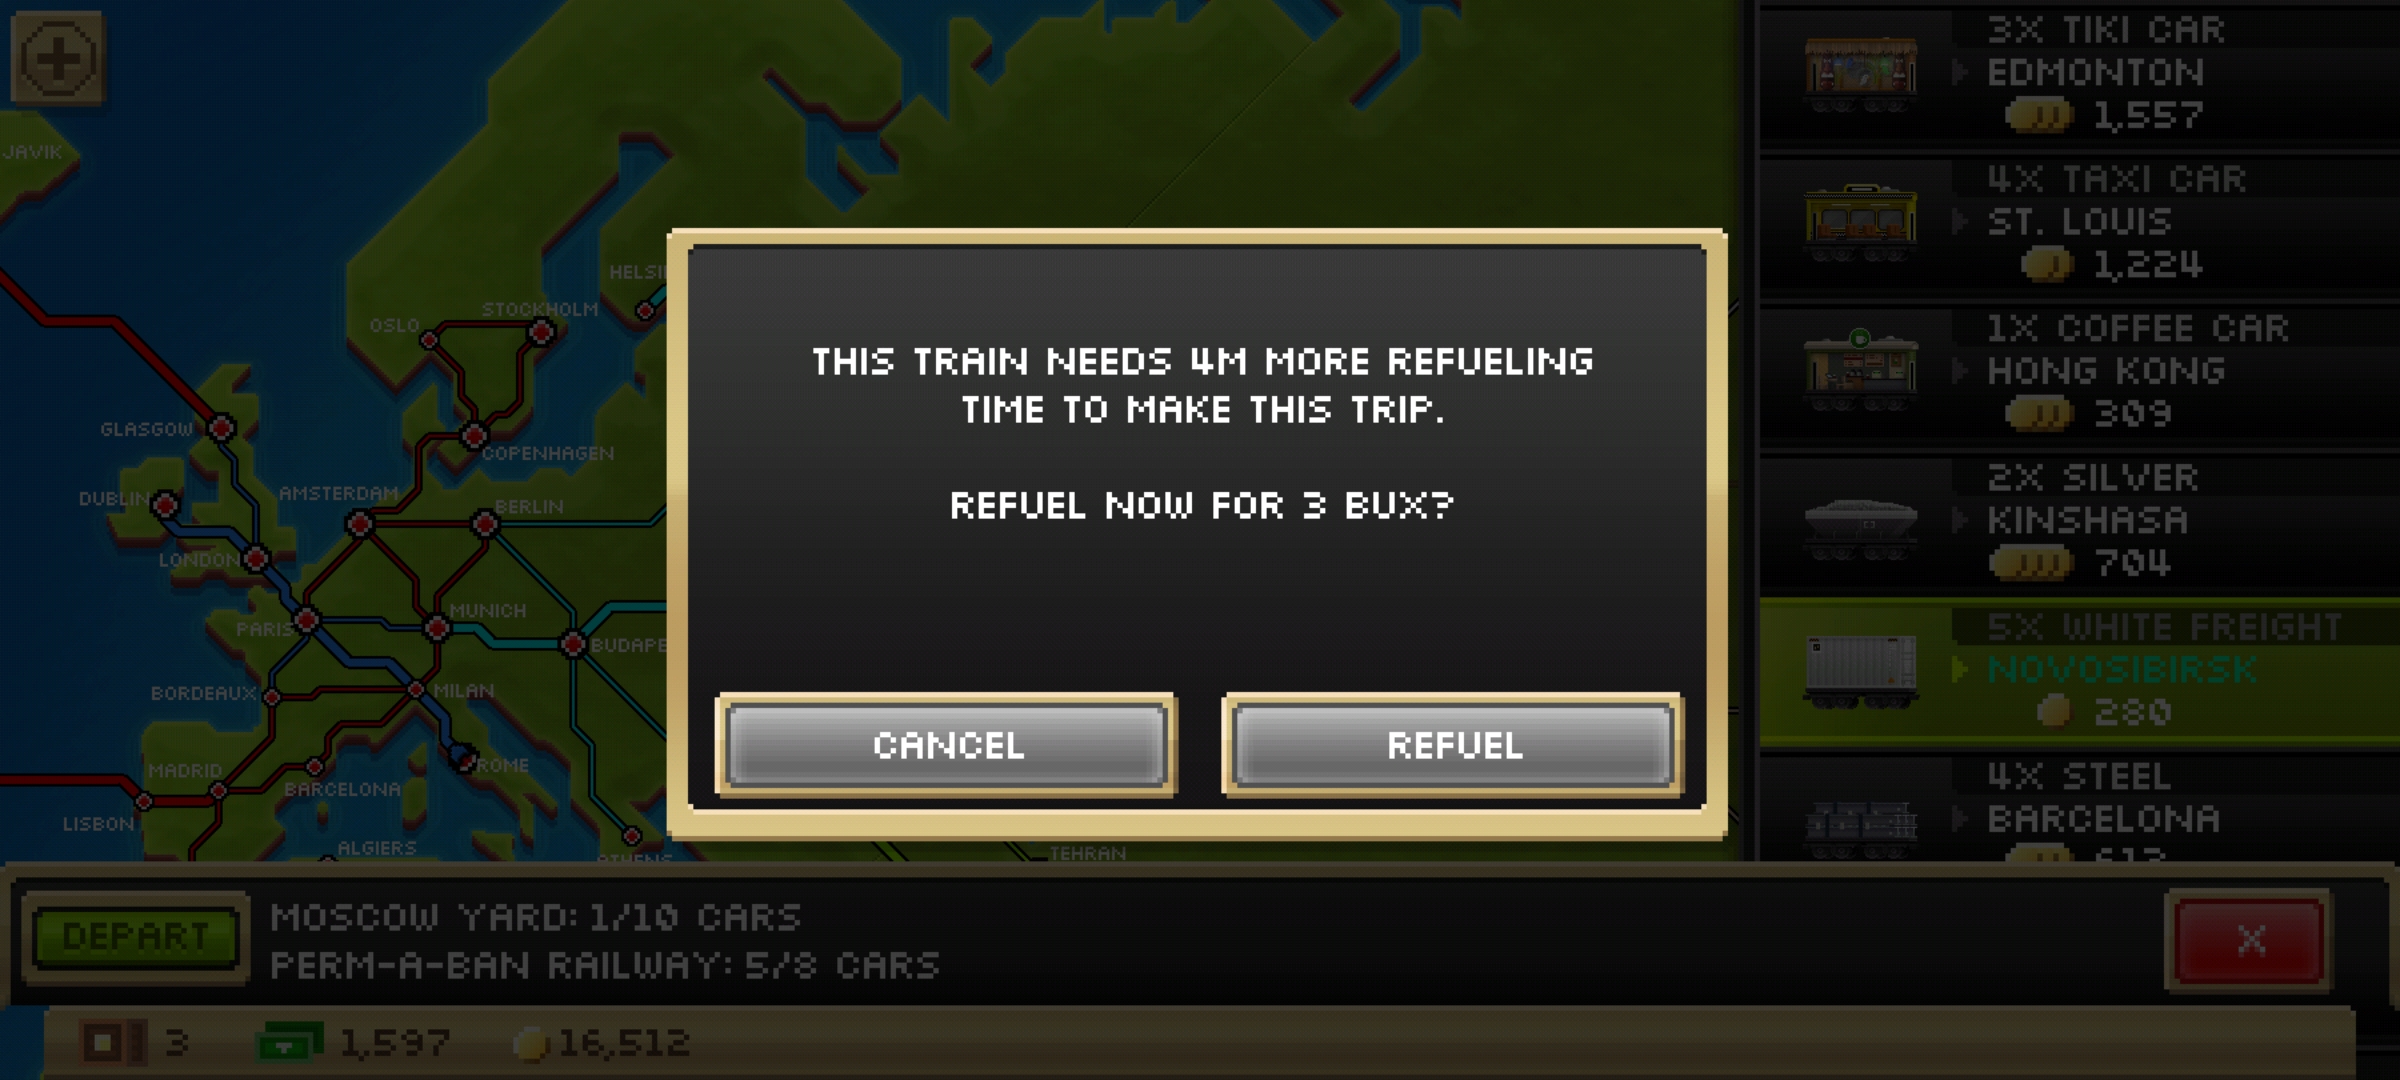 JAVIK
HELSI
STOCKHOLM
OSLO
GLASGOW
COPENHAGEN
AMSTERDAM
DUBLIN
BERLIN
LONDON
MUNICH
PARIS
BUDAPE
BORDEAUX
MILAN
ROME
MADRID
BARCELONA
LISBON
ALGIERS
ATHENS
TEHRAN
THIS TRAIN NEEDS 4M MORE REFUELING
TIME TO MAKE THIS TRIP.
REFUEL NOW FOR 3 BUX?
CANCEL
REFUEL
3X TIKI CAR
EDMONTON
1,557
4X TAXI CAR
ST. LOUIS
1,224
1X COFFEE CAR
HONG KONG
309
2X SILVER
KINSHASA
704
5X WHITE FREIGHT
NOVOSIBIRSK
280
4X STEEL
BARCELONA
DEPART
MOSCOW YARD: 1/10 CARS
PERM-A-BAN RAILWAY: 5/8 CARS
X
3
1,597
16,512